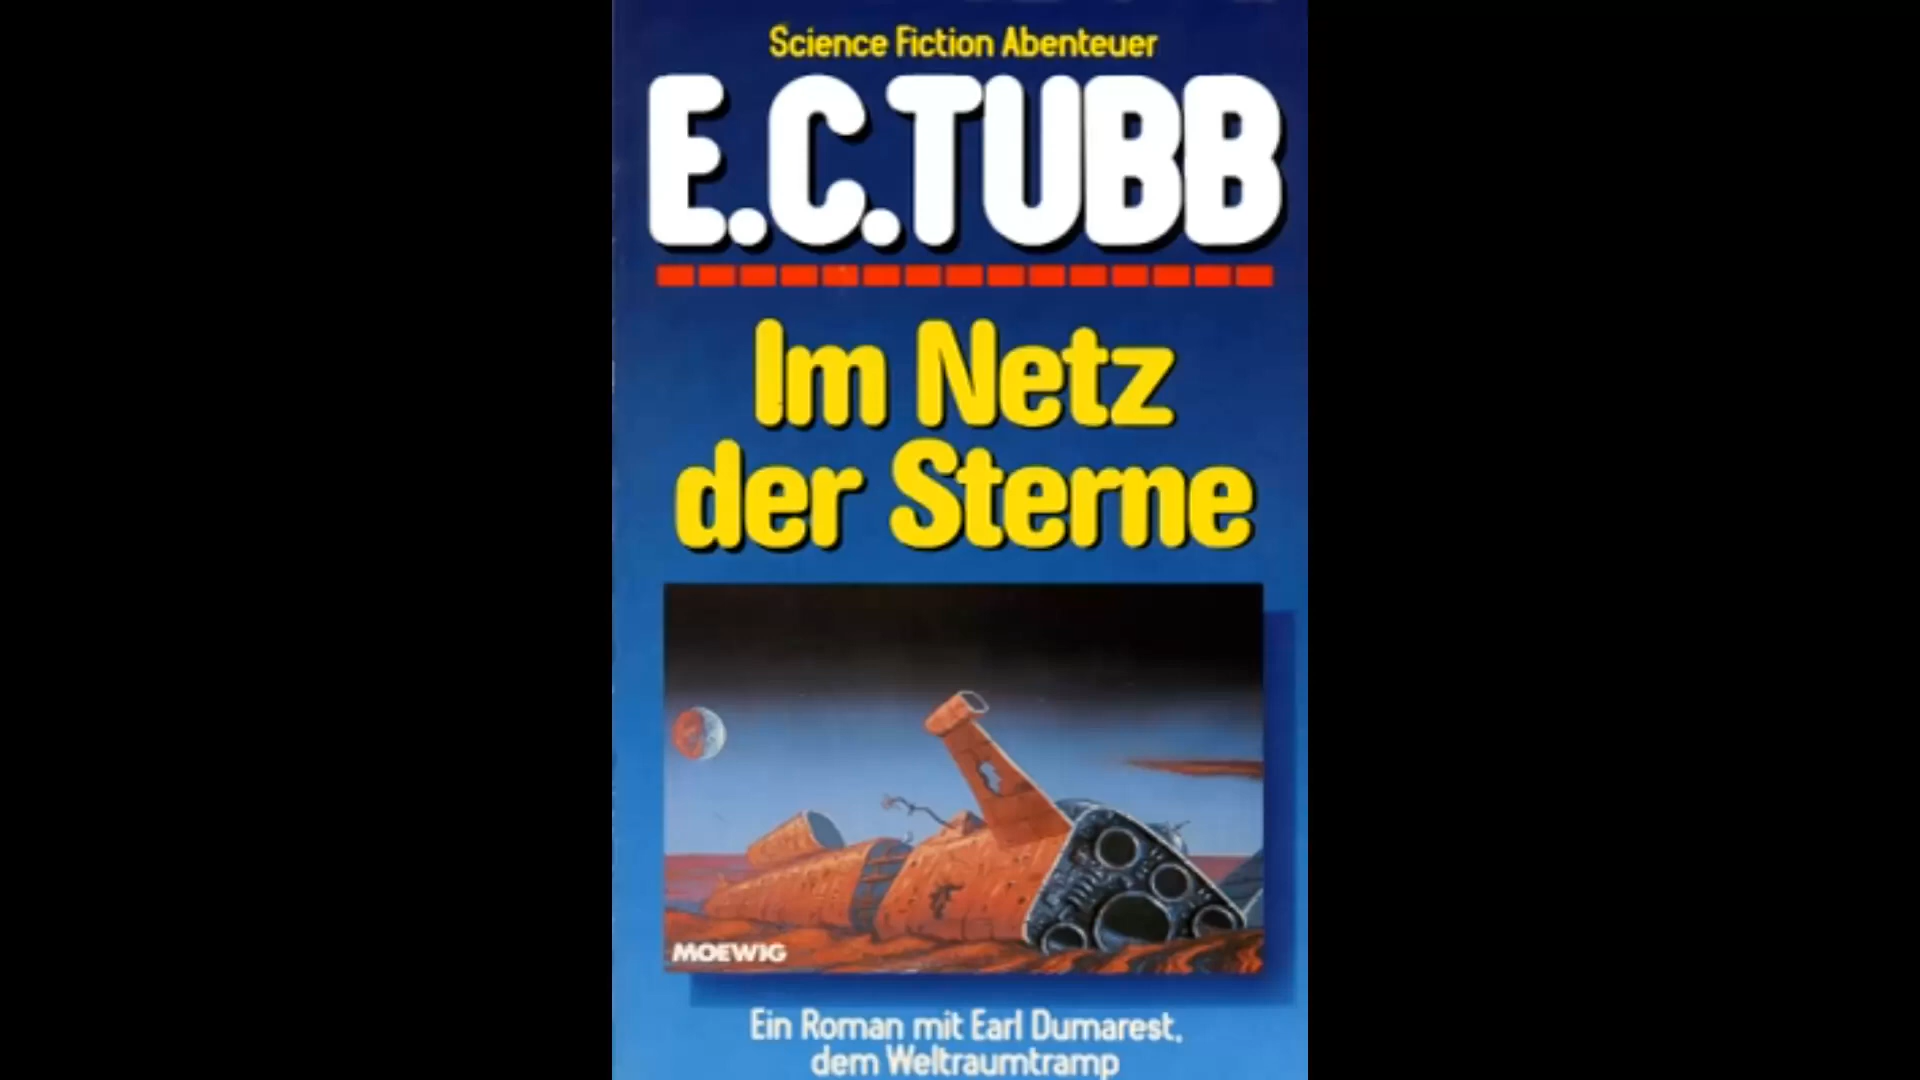 Science Fiction Abenteuer
E.C.TUBB
Im Netz
der Sterne
MOEWIG
Ein Roman mit Earl Dumarest,
dem Weltraumtramp